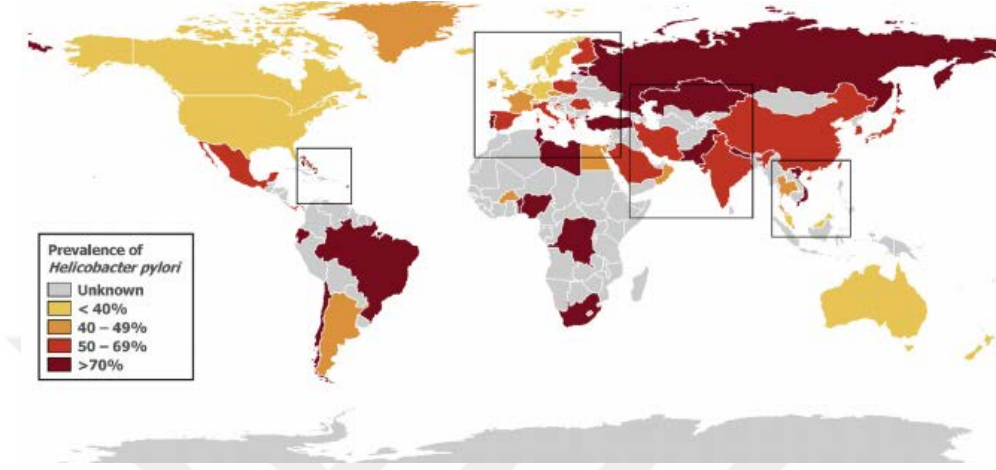 Prevalence of
Helicobacter pylori
Unknown
< 40%
40 – 49%
50 – 69%
>70%